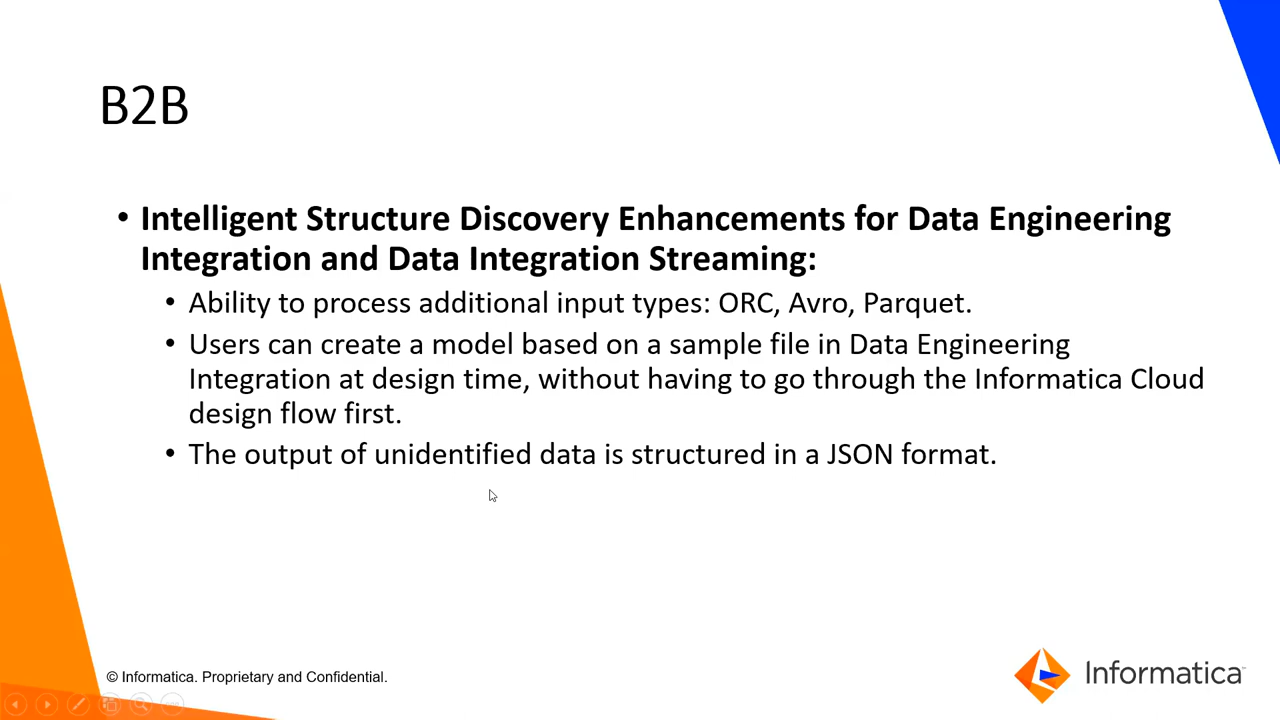 B2B
• Intelligent Structure Discovery Enhancements for Data Engineering
Integration and Data Integration Streaming:
• Ability to process additional input types: ORC, Avro, Parquet.
• Users can create a model based on a sample file in Data Engineering
Integration at design time, without having to go through the Informatica Cloud
design flow first.
• The output of unidentified data is structured in a JSON format.
© Informatica. Proprietary and Confidential.
Informatica